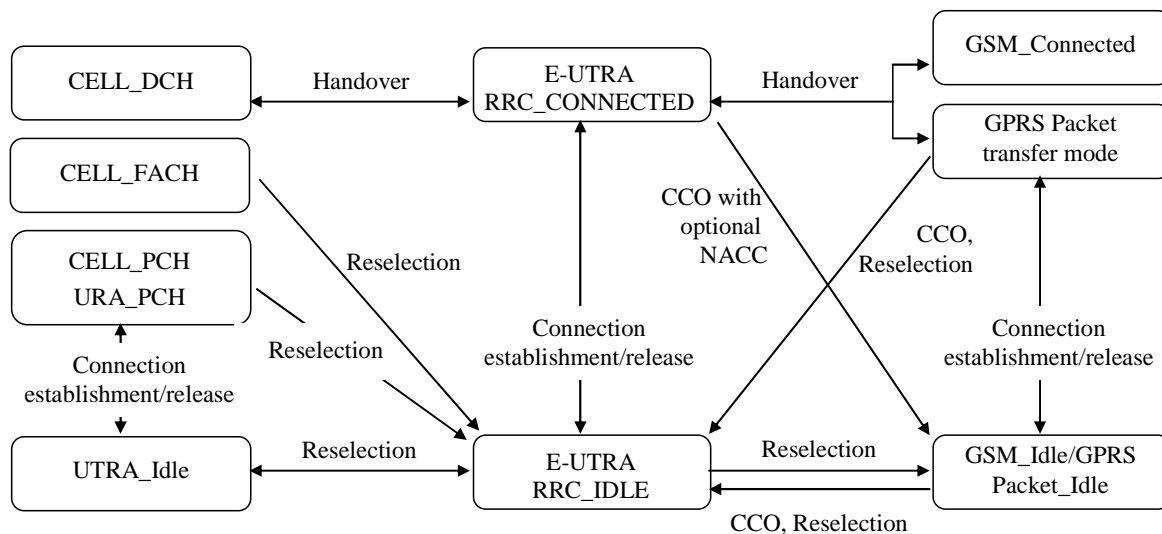 GSM_Connected
CELL_DCH
Handover
E-UTRA
RRC_CONNECTED
Handover
GPRS Packet
transfer mode
CELL_FACH
CCO with
optional
NACC
CCO,
Reselection
CELL_PCH
URA_PCH
Reselection
Reselection
Connection
establishment/release
Connection
establishment/release
Connection
establishment/release
UTRA_Idle
Reselection
E-UTRA
RRC_IDLE
Reselection
GSM_Idle/GPRS
Packet_Idle
CCO, Reselection